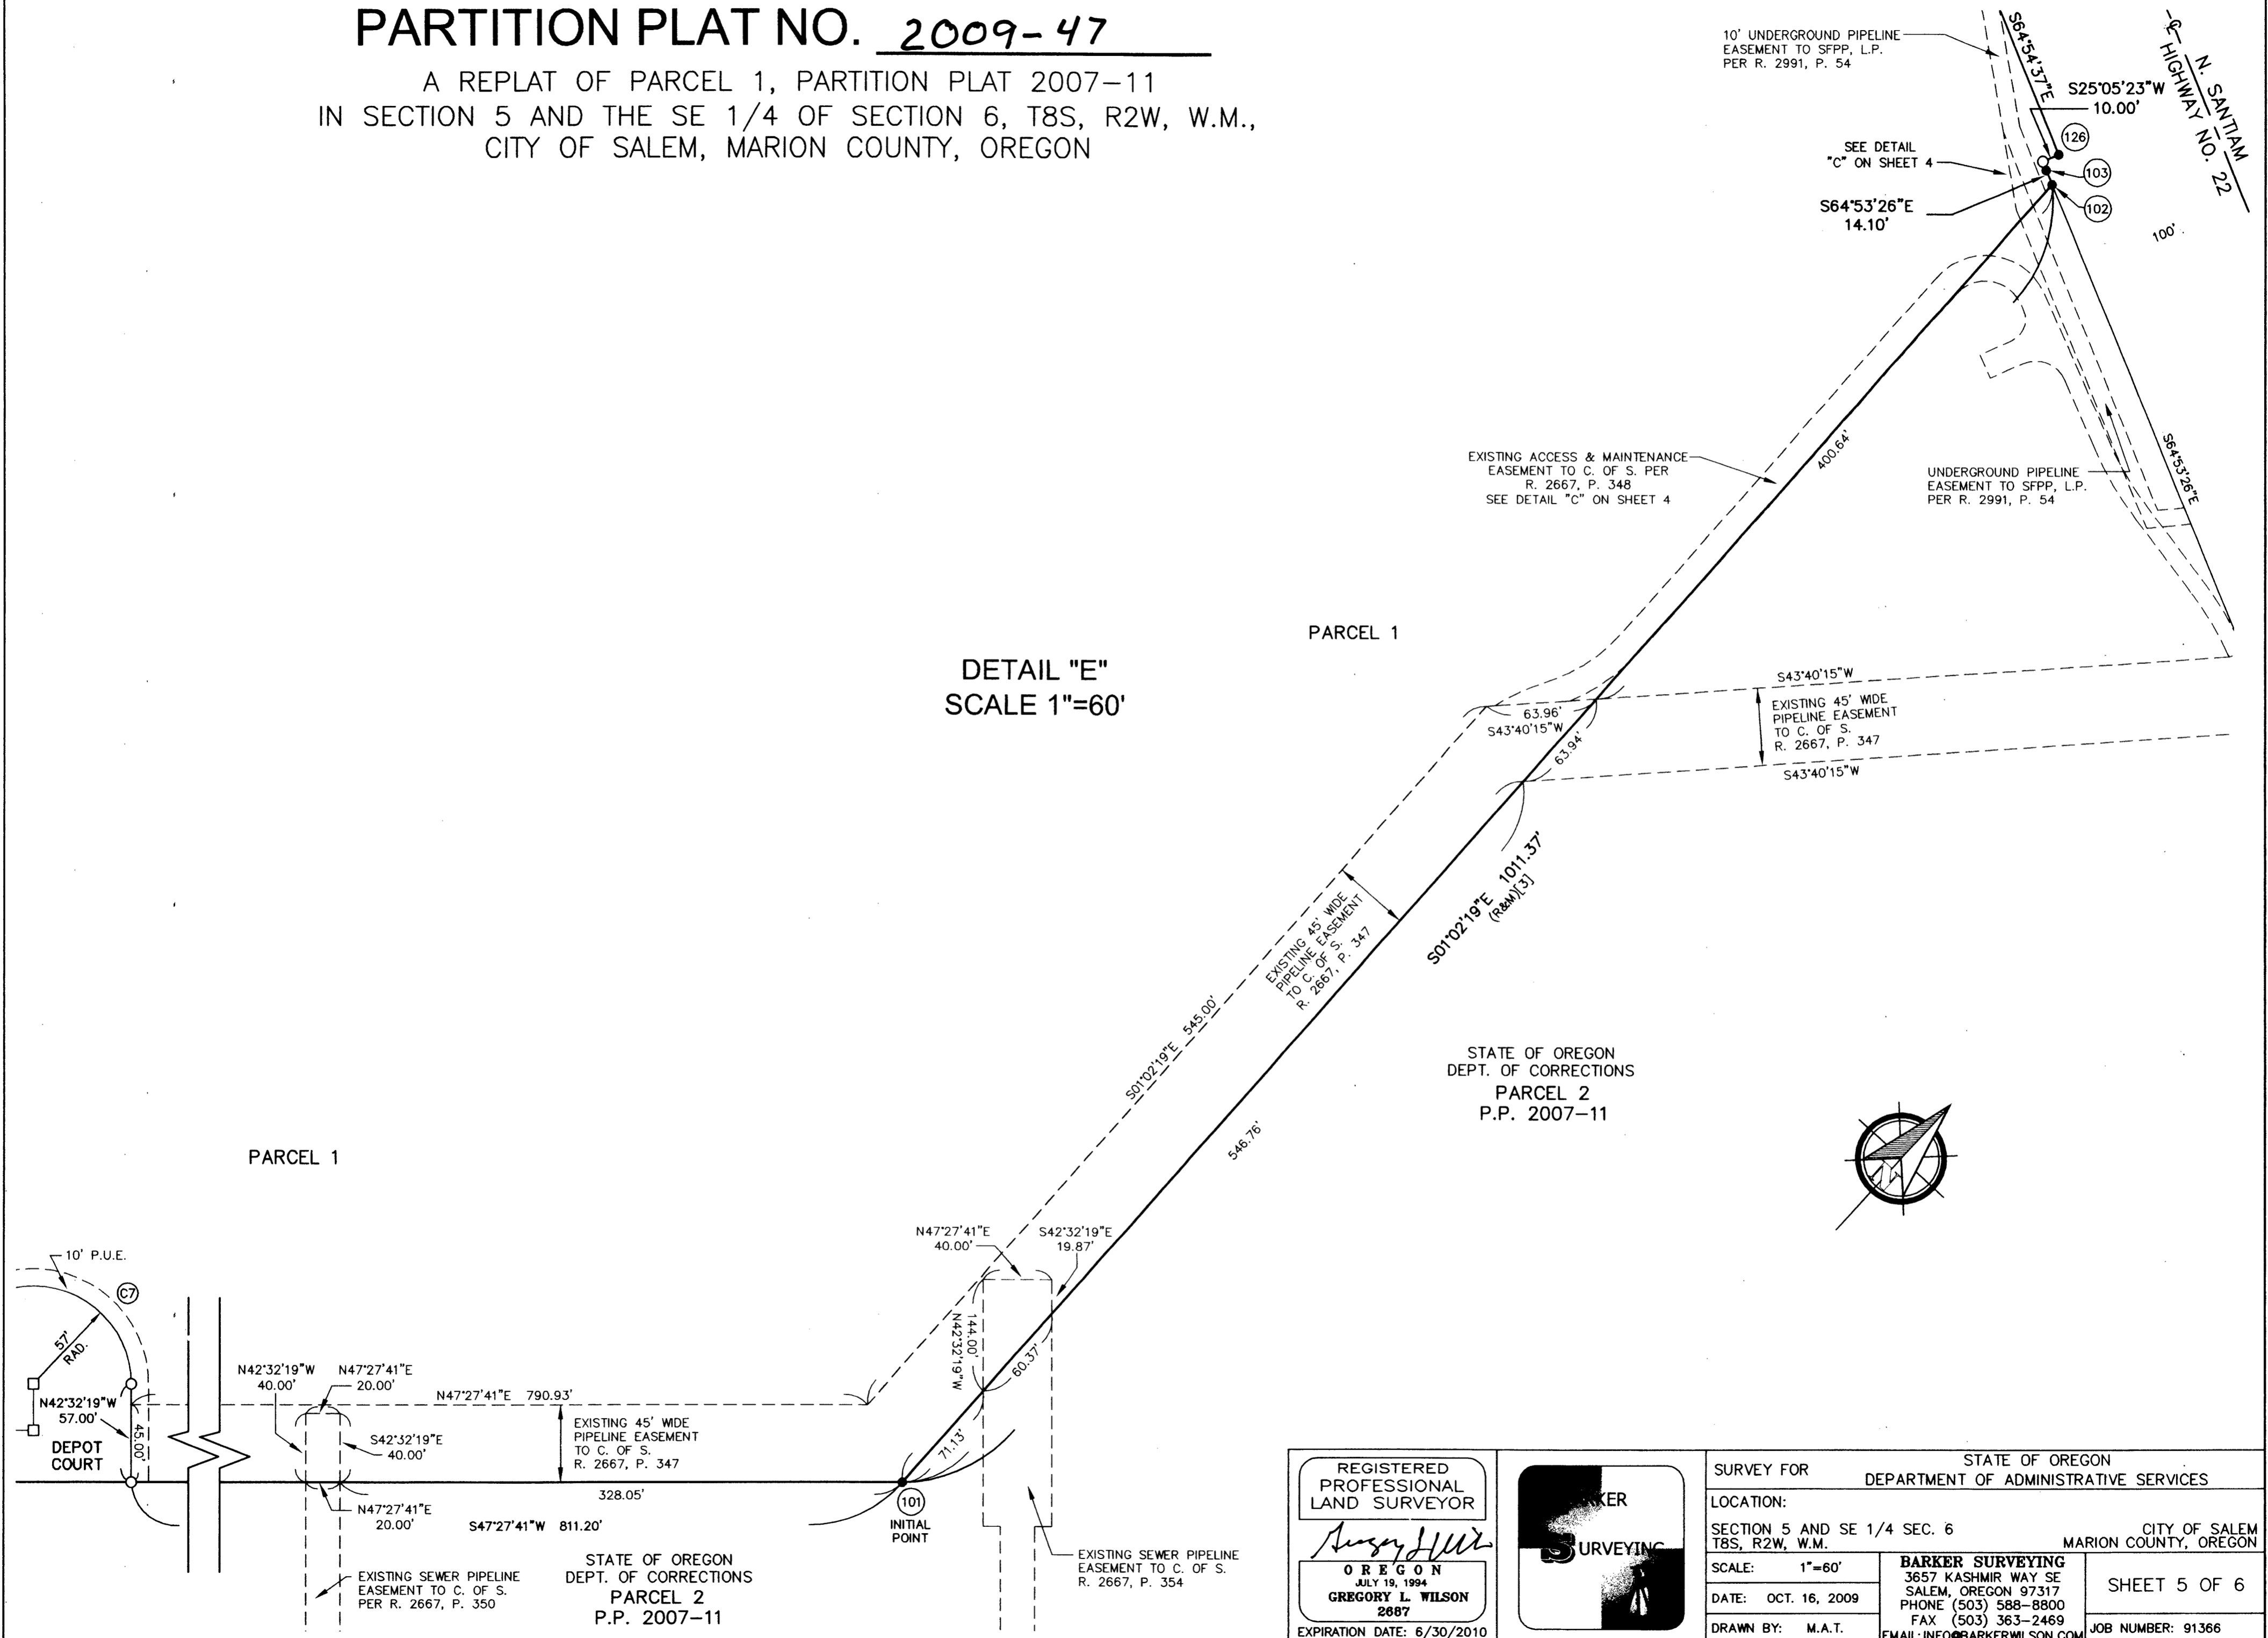 PARTITION PLAT NO. 2009-47
A REPLAT OF PARCEL 1, PARTITION PLAT 2007-11
IN SECTION 5 AND THE SE 1/4 OF SECTION 6, T8S, R2W, W.M.,
CITY OF SALEM, MARION COUNTY, OREGON
10' UNDERGROUND PIPELINE
EASEMENT TO SFPP, L.P.
PER R. 2991, P. 54
S64°54'37"E
S25°05'23"W
10.00'
N. SANTIAM
HIGHWAY NO. 22
SEE DETAIL
"C" ON SHEET 4
126
103
102
S64°53'26"E
14.10'
100'
400.64'
EXISTING ACCESS & MAINTENANCE
EASEMENT TO C. OF S. PER
R. 2667, P. 348
SEE DETAIL "C" ON SHEET 4
UNDERGROUND PIPELINE
EASEMENT TO SFPP, L.P.
PER R. 2991, P. 54
S64°53'26"E
PARCEL 1
DETAIL "E"
SCALE 1"=60'
S43°40'15"W
63.96'
S43°40'15"W
63.94'
EXISTING 45' WIDE
PIPELINE EASEMENT
TO C. OF S.
R. 2667, P. 347
S43°40'15"W
S01°02'19"E 1011.37'
(R&M)[3]
EXISTING 45' WIDE
PIPELINE EASEMENT
TO C. OF S.
R. 2667, P. 347
S01°02'19"E 545.00'
546.76'
STATE OF OREGON
DEPT. OF CORRECTIONS
PARCEL 2
P.P. 2007-11
PARCEL 1
N47°27'41"E
40.00'
S42°32'19"E
19.87'
144.00'
N42°32'19"W
60.37'
71.13'
10' P.U.E.
C7
57'
RAD.
N42°32'19"W
57.00'
45.00'
DEPOT
COURT
N42°32'19"W
40.00'
N47°27'41"E
20.00'
N47°27'41"E 790.93'
S42°32'19"E
40.00'
EXISTING 45' WIDE
PIPELINE EASEMENT
TO C. OF S.
R. 2667, P. 347
328.05'
N47°27'41"E
20.00'
S47°27'41"W 811.20'
101
INITIAL
POINT
STATE OF OREGON
DEPT. OF CORRECTIONS
PARCEL 2
P.P. 2007-11
EXISTING SEWER PIPELINE
EASEMENT TO C. OF S.
PER R. 2667, P. 350
EXISTING SEWER PIPELINE
EASEMENT TO C. OF S.
R. 2667, P. 354
REGISTERED
PROFESSIONAL
LAND SURVEYOR
OREGON
JULY 19, 1994
GREGORY L. WILSON
2687
EXPIRATION DATE: 6/30/2010
KER
SURVEYING
SURVEY FOR STATE OF OREGON
DEPARTMENT OF ADMINISTRATIVE SERVICES
LOCATION:
SECTION 5 AND SE 1/4 SEC. 6
T8S, R2W, W.M.
CITY OF SALEM
MARION COUNTY, OREGON
SCALE: 1"=60'
DATE: OCT. 16, 2009
DRAWN BY: M.A.T.
BARKER SURVEYING
3657 KASHMIR WAY SE
SALEM, OREGON 97317
PHONE (503) 588-8800
FAX (503) 363-2469
EMAIL: INFO@BARKERWILSON.COM
SHEET 5 OF 6
JOB NUMBER: 91366